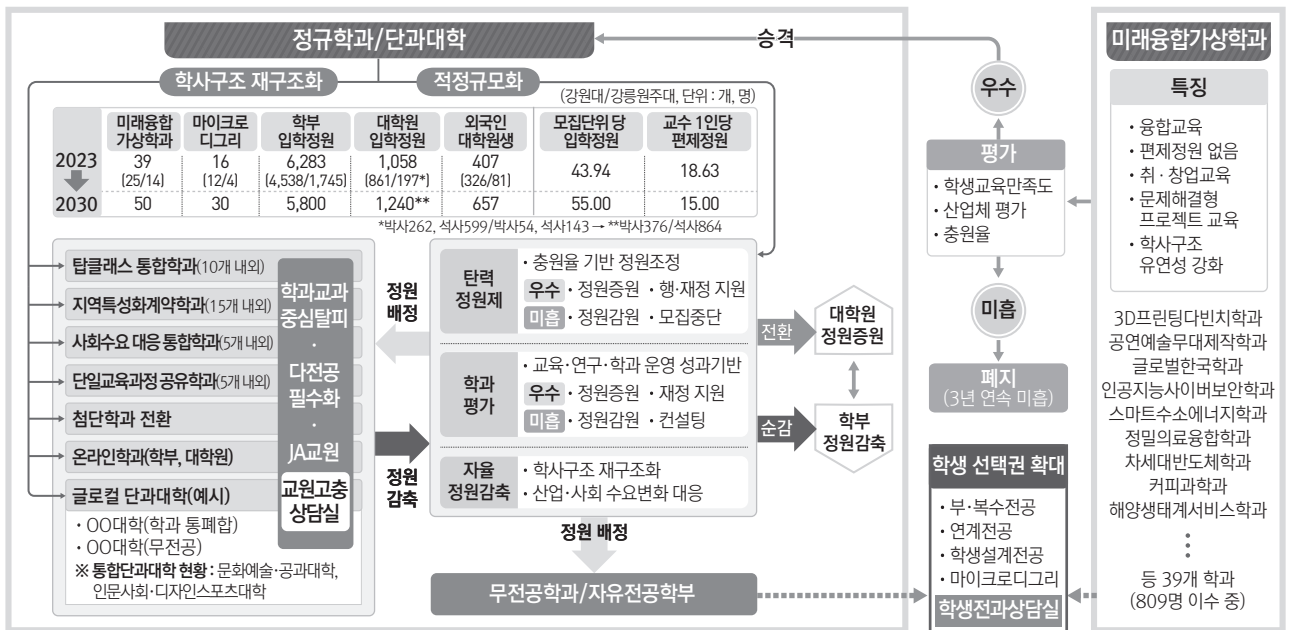 정규학과/단과대학
승격
학사구조 재구조화
적정규모화
(강원대/강릉원주대, 단위 : 개, 명)
미래융합 가상학과
마이크로 디그리
학부 입학정원
대학원 입학정원
외국인 대학원생
모집단위 당 입학정원
교수 1인당 편제정원
2023
39 (25/14)
16 (12/4)
6,283 (4,538/1,745)
1,058 (861/197*)
407 (326/81)
43.94
18.63
2030
50
30
5,800
1,240**
657
55.00
15.00
*박사262, 석사599/박사54, 석사143 → **박사376/석사864
탑클래스 통합학과(10개 내외)
지역특성화계약학과(15개 내외)
사회수요 대응 통합학과(5개 내외)
단일교육과정 공유학과(5개 내외)
첨단학과 전환
온라인학과(학부, 대학원)
글로컬 단과대학(예시)
· OO대학(학과 통폐합)
· OO대학(무전공)
※ 통합단과대학 현황 : 문화예술·공과대학,
인문사회·디자인스포츠대학
학과교과
중심탈피
·
다전공
필수화
·
JA교원
교원고충
상담실
정원
배정
정원
감축
탄력
정원제
· 충원율 기반 정원조정
우수 · 정원증원 · 행·재정 지원
미흡 · 정원감원 · 모집중단
학과
평가
· 교육·연구·학과 운영 성과기반
우수 · 정원증원 · 재정 지원
미흡 · 정원감원 · 컨설팅
자율
정원감축
· 학사구조 재구조화
· 산업·사회 수요변화 대응
전환
대학원
정원증원
순감
학부
정원감축
정원 배정
무전공학과/자유전공학부
우수
평가
· 학생교육만족도
· 산업체 평가
· 충원율
미흡
폐지
(3년 연속 미흡)
학생 선택권 확대
· 부·복수전공
· 연계전공
· 학생설계전공
· 마이크로디그리
학생전과상담실
미래융합가상학과
특징
· 융합교육
· 편제정원 없음
· 취·창업교육
· 문제해결형
프로젝트 교육
· 학사구조
유연성 강화
3D프린팅다빈치학과
공연예술무대제작학과
글로벌한국학과
인공지능사이버보안학과
스마트수소에너지학과
정밀의료융합학과
차세대반도체학과
커피과학과
해양생태계서비스학과
⋮
등 39개 학과
(809명 이수 중)